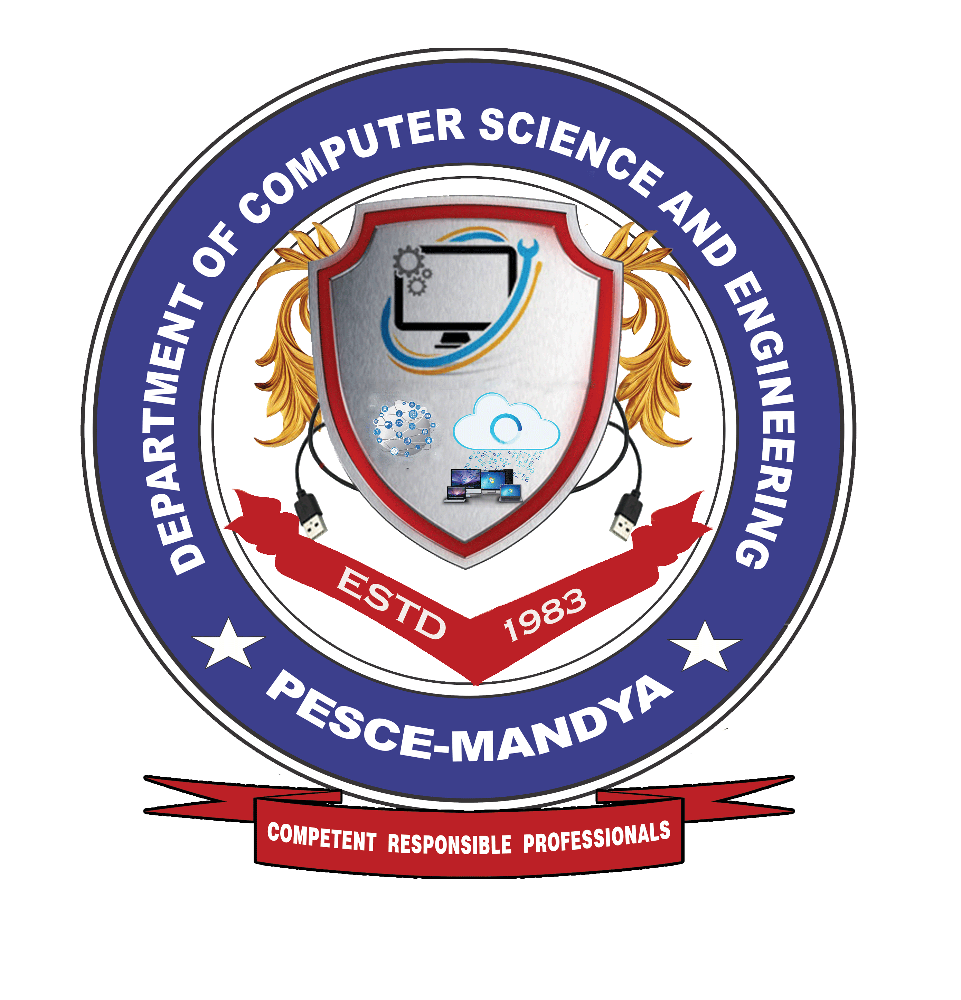 DEPARTMENT OF COMPUTER SCIENCE AND ENGINEERING
ESTD 1983
PESCE-MANDYA
COMPETENT RESPONSIBLE PROFESSIONALS